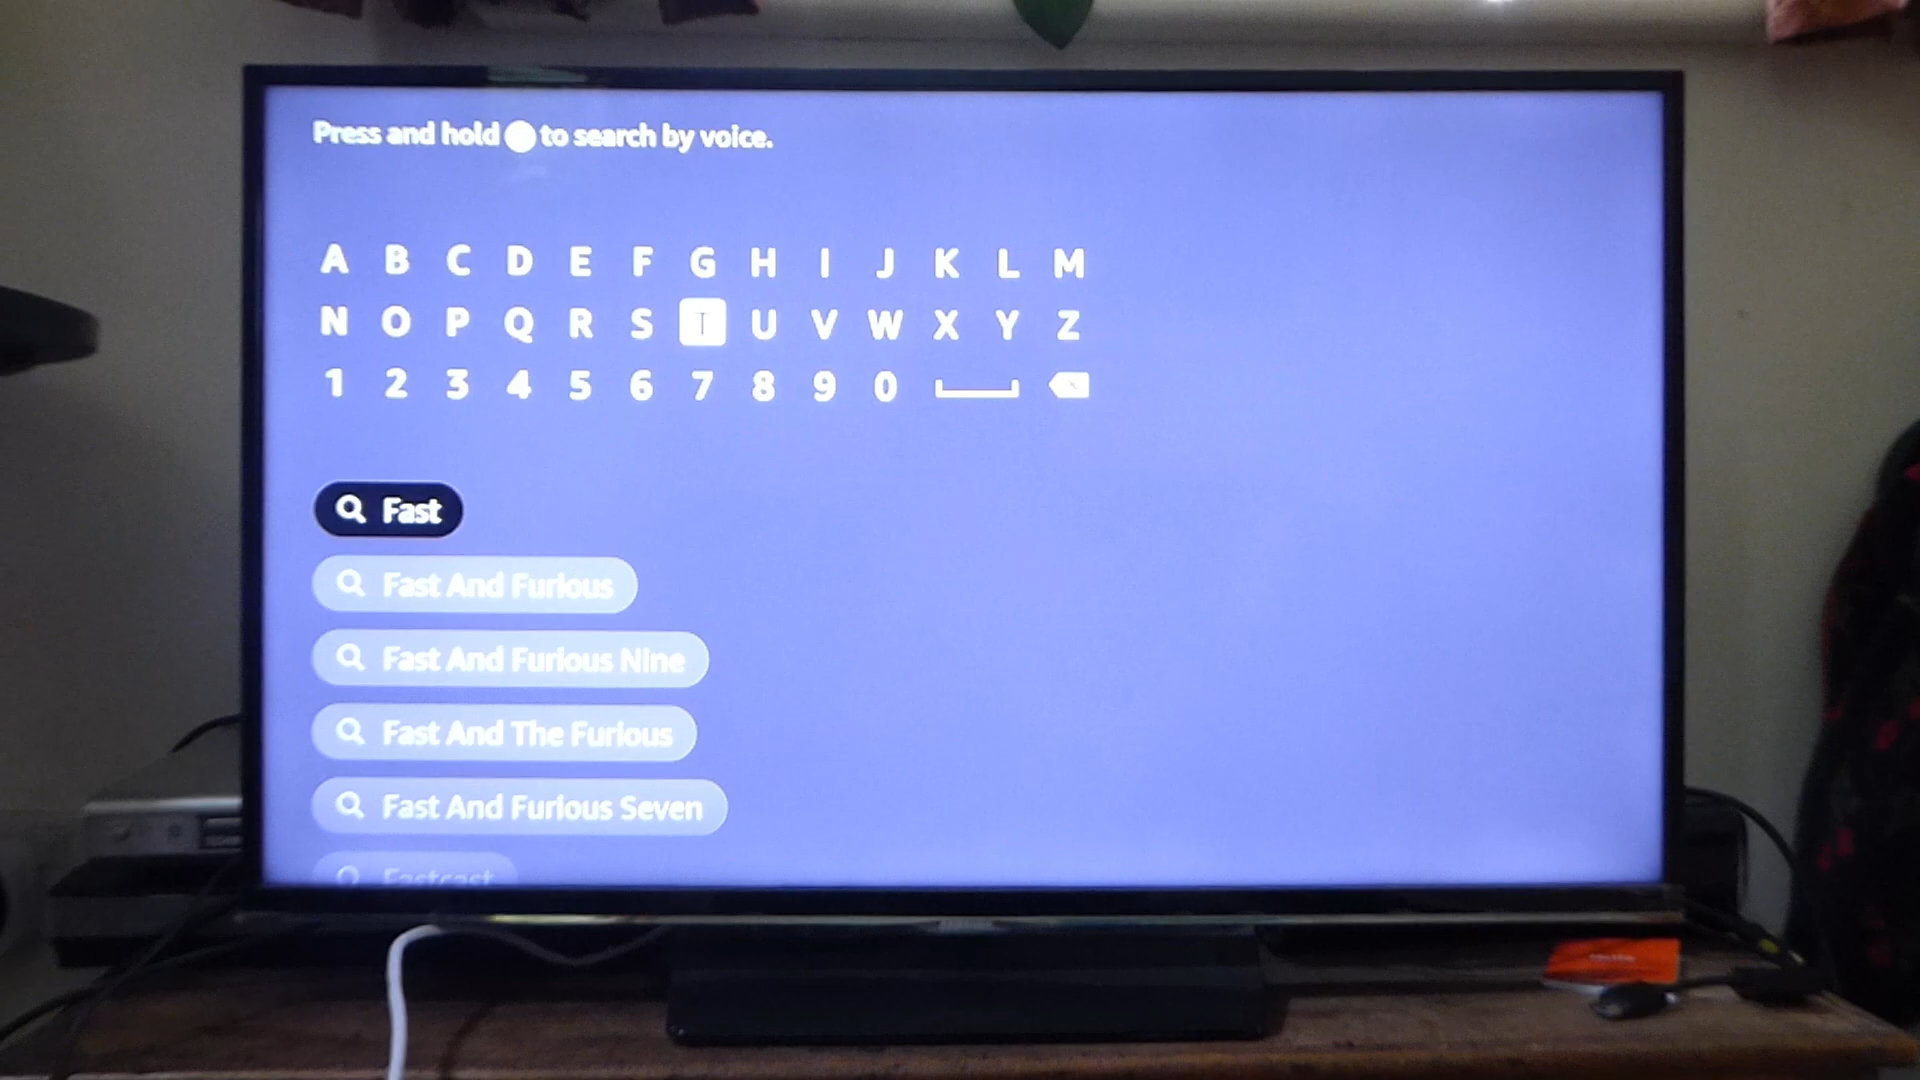 Press and hold to search by voice.
A B C D E F G H I J K L M
N O P Q R S T U V W X Y Z
1 2 3 4 5 6 7 8 9 0
Fast
Fast And Furious
Fast And Furious Nine
Fast And The Furious
Fast And Furious Seven
Fastcast